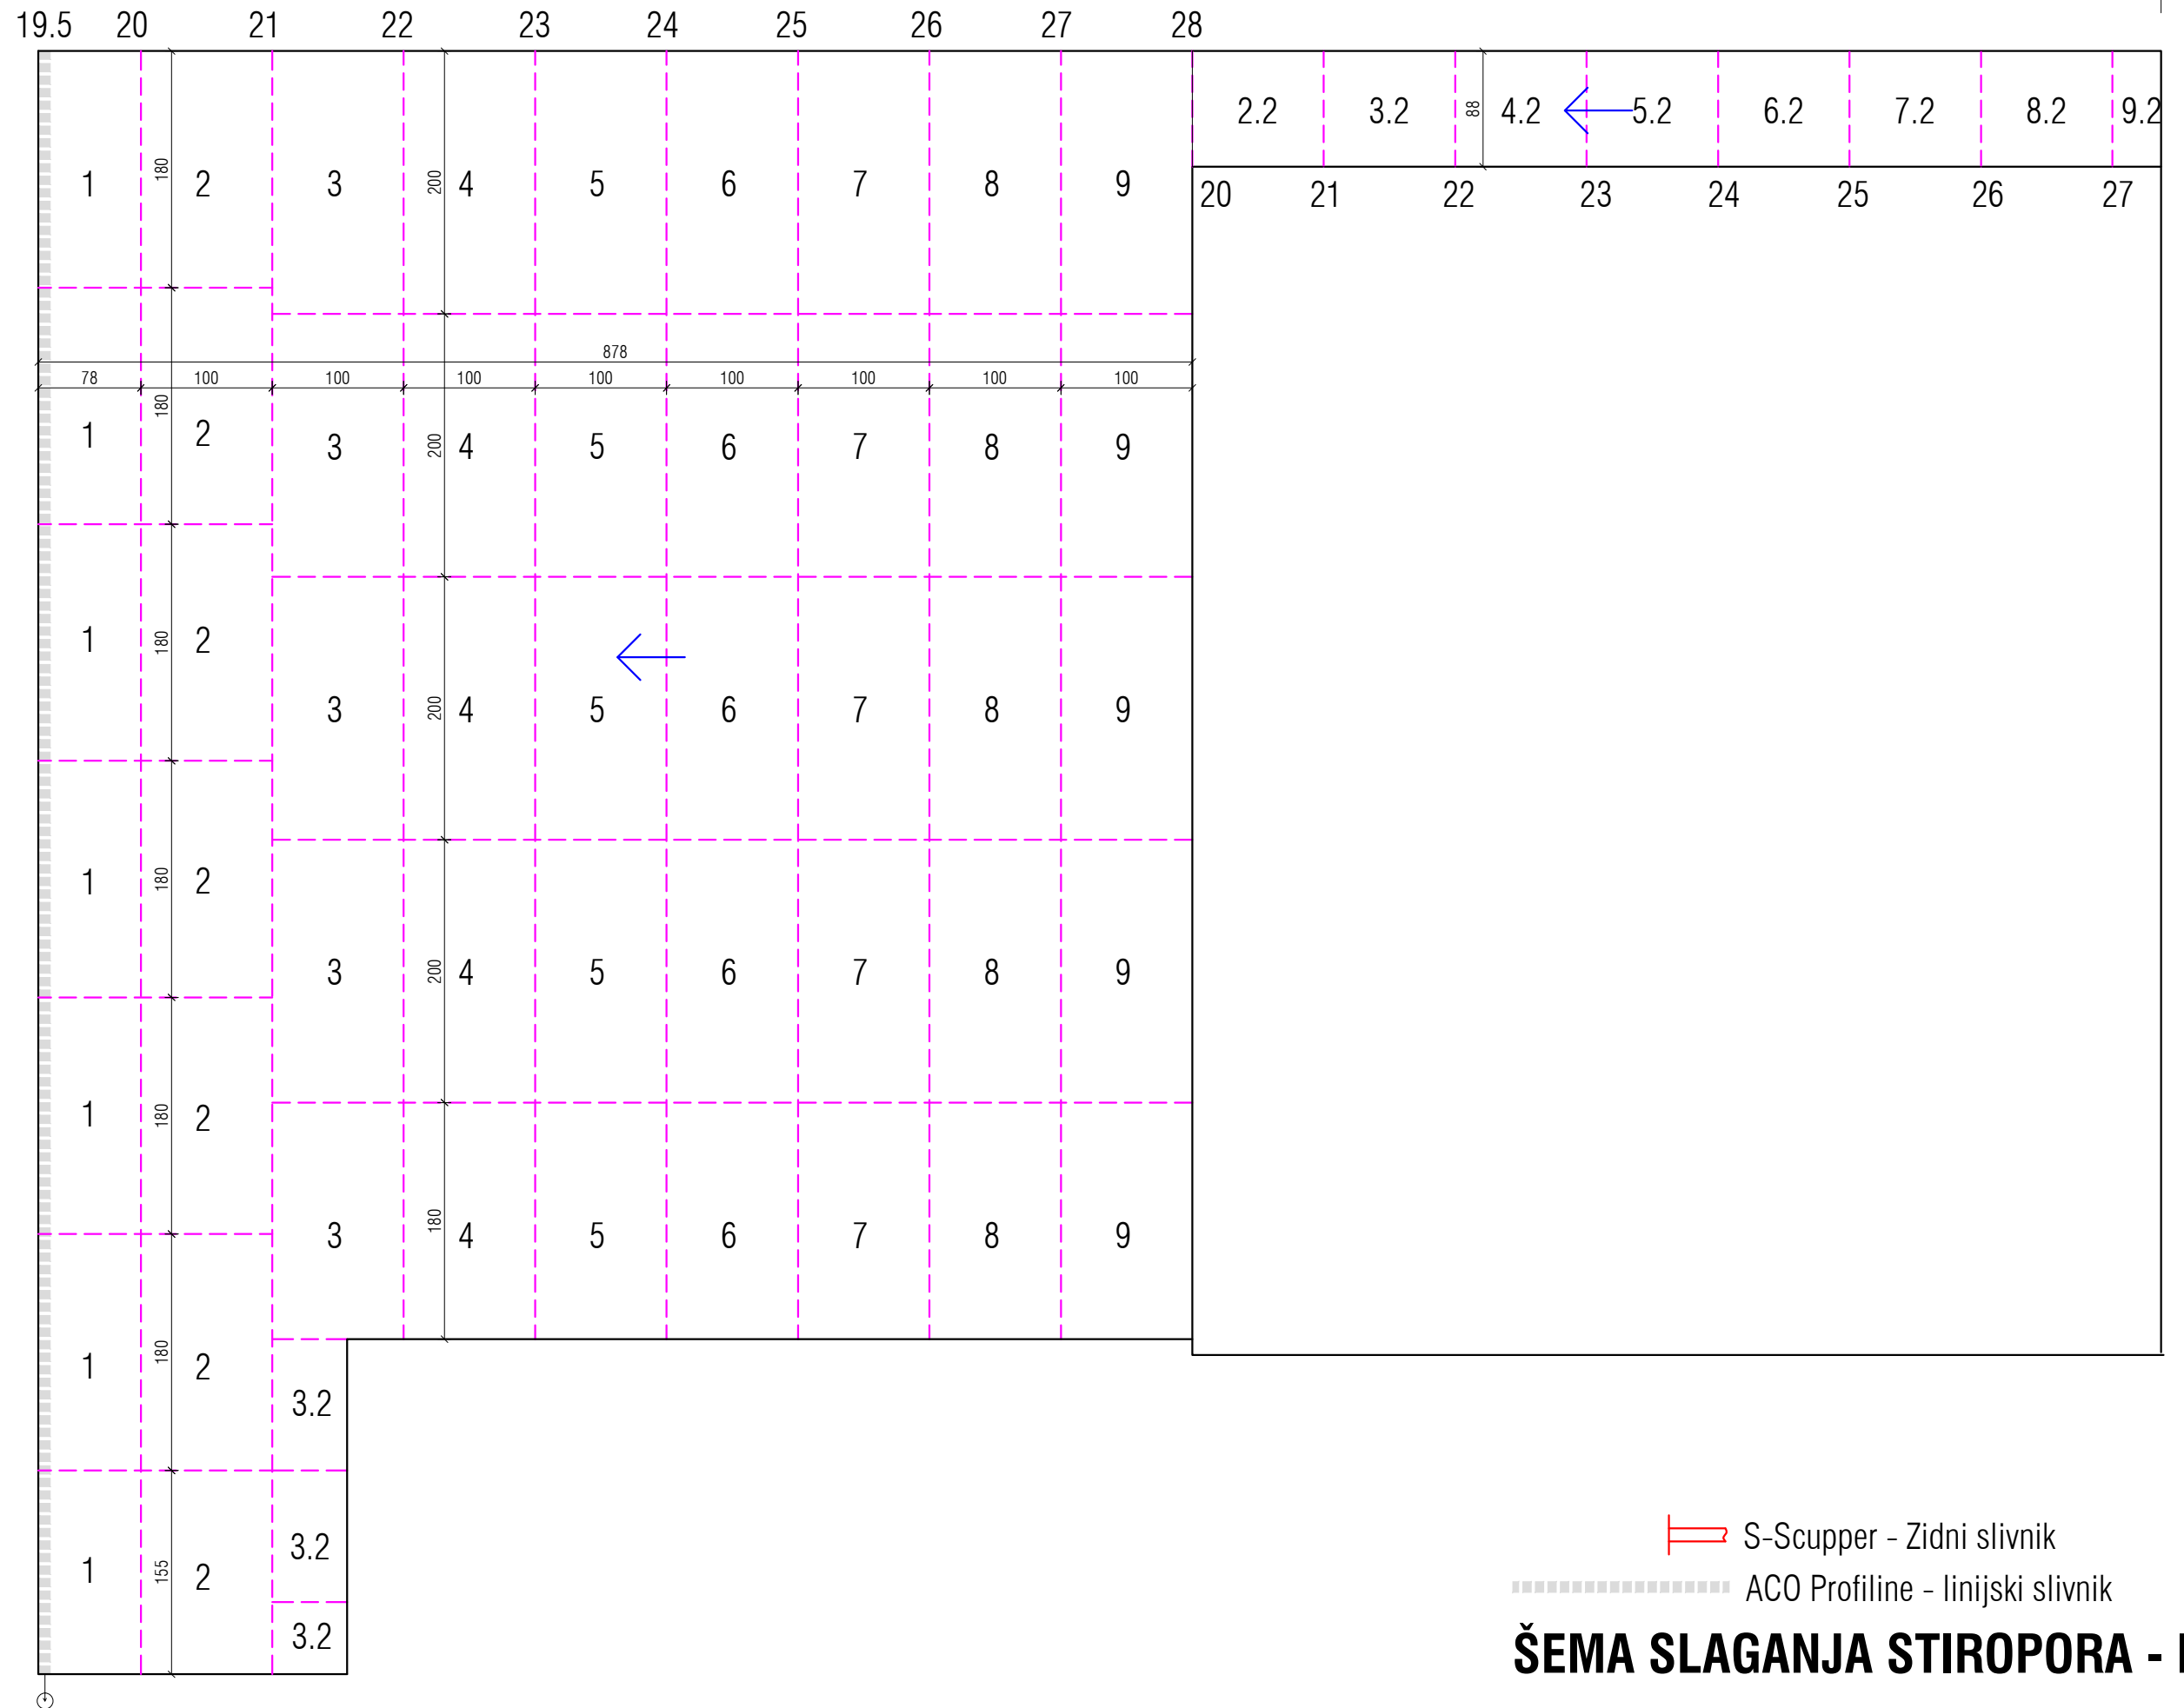 19.5 20 21 22 23 24 25 26 27 28
2.2 3.2 88 4.2 5.2 6.2 7.2 8.2 9.2
1 180 2 3 200 4 5 6 7 8 9
20 21 22 23 24 25 26 27
878
78 100 100 100 100 100 100 100 100
1 180 2 3 200 4 5 6 7 8 9
1 180 2
3 200 4 5 6 7 8 9
1 180 2
3 200 4 5 6 7 8 9
1 180 2
3 180 4 5 6 7 8 9
1 180 2
3.2
3.2
1 155 2
3.2
S-Scupper - Zidni slivnik
ACO Profiline - linijski slivnik
ŠEMA SLAGANJA STIROPORA -